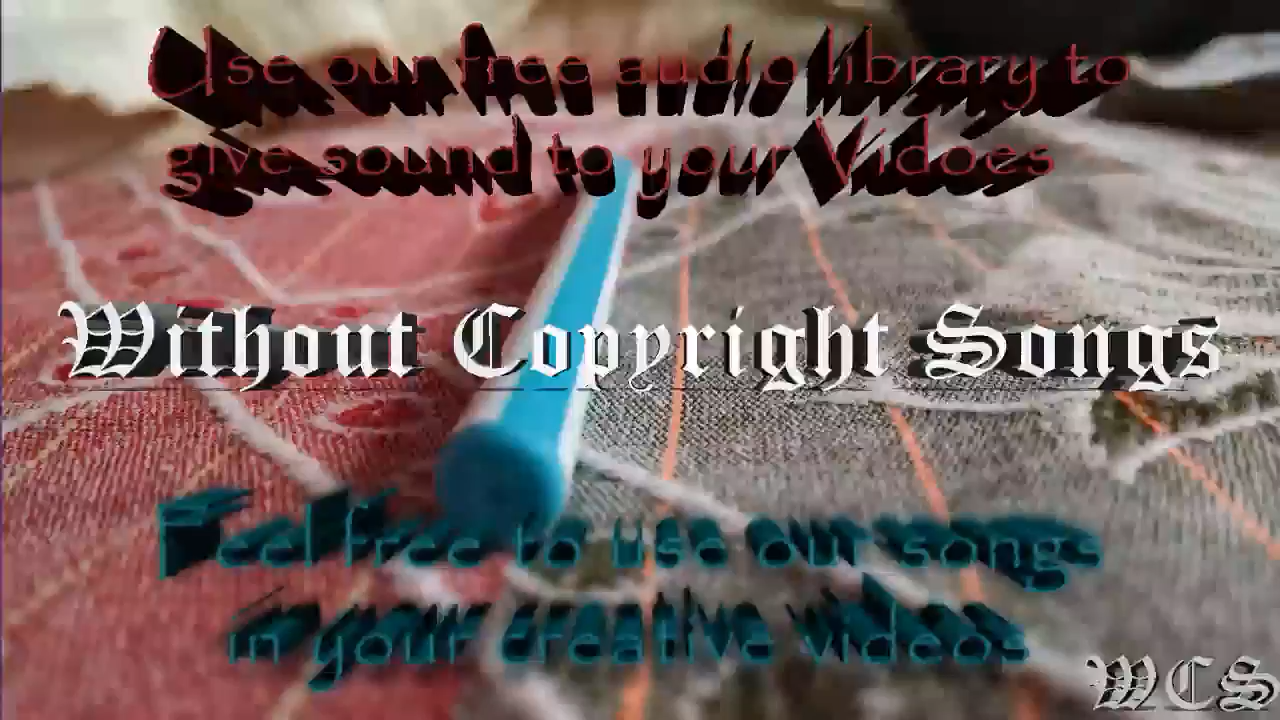 Use our free audio library to
give sound to your Vidoes
Without Copyright Songs
Feel free to use our songs
in your creative videos
WCS